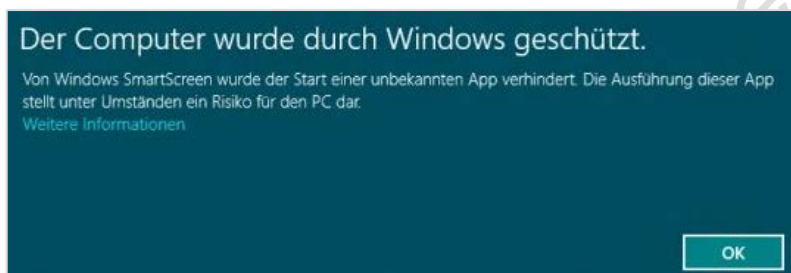 Der Computer wurde durch Windows geschützt.
Von Windows SmartScreen wurde der Start einer unbekannten App verhindert. Die Ausführung dieser App
stellt unter Umständen ein Risiko für den PC dar.
Weitere Informationen
OK